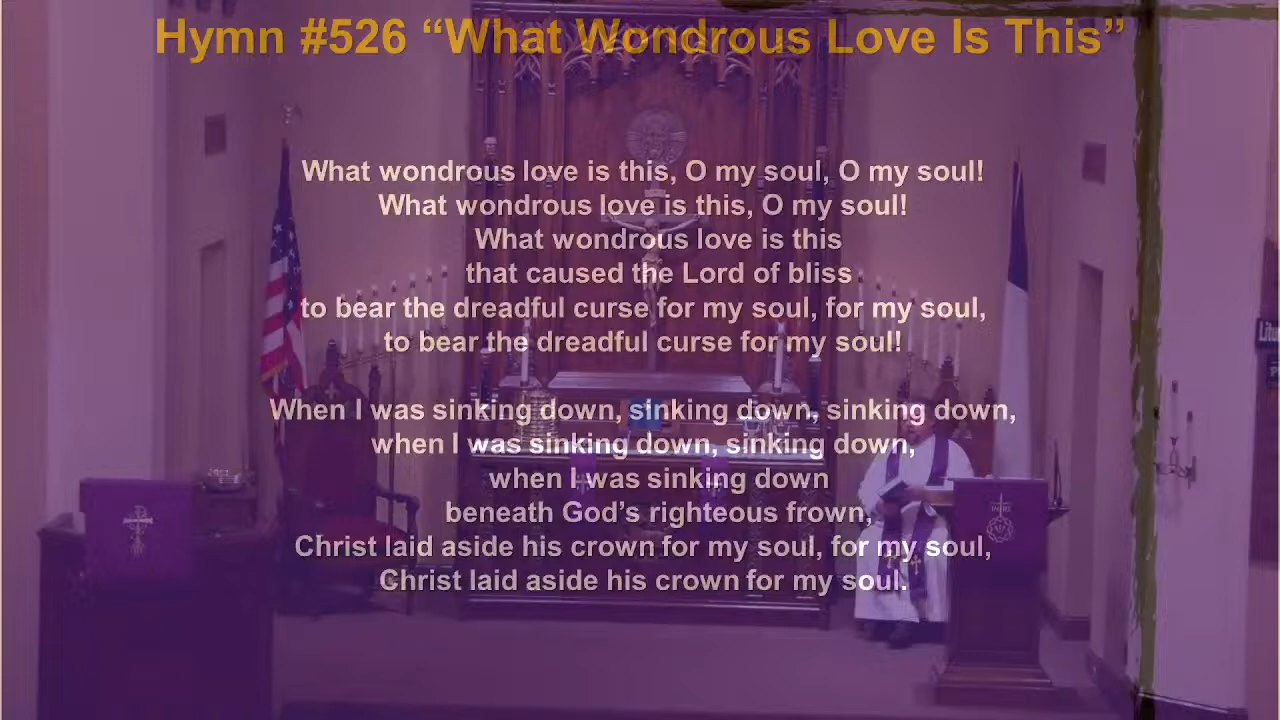 Hymn #526 “What Wondrous Love Is This”
What wondrous love is this, O my soul, O my soul!
What wondrous love is this, O my soul!
What wondrous love is this
that caused the Lord of bliss
to bear the dreadful curse for my soul, for my soul,
to bear the dreadful curse for my soul!
When I was sinking down, sinking down, sinking down,
when I was sinking down, sinking down,
when I was sinking down
beneath God’s righteous frown,
Christ laid aside his crown for my soul, for my soul,
Christ laid aside his crown for my soul.